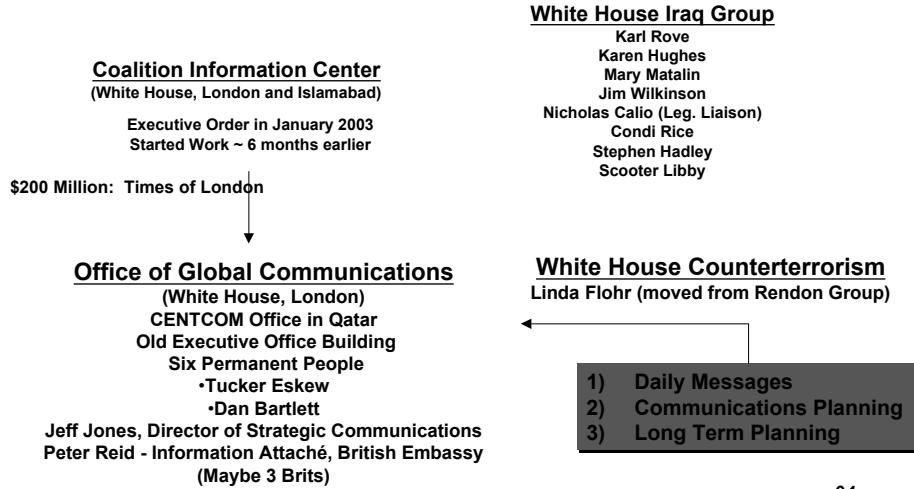 White House Iraq Group
Karl Rove
Karen Hughes
Mary Matalin
Jim Wilkinson
Nicholas Calio (Leg. Liaison)
Condi Rice
Stephen Hadley
Scooter Libby
Coalition Information Center
(White House, London and Islamabad)
Executive Order in January 2003
Started Work ~ 6 months earlier
$200 Million: Times of London
Office of Global Communications
(White House, London)
CENTCOM Office in Qatar
Old Executive Office Building
Six Permanent People
•Tucker Eskew
•Dan Bartlett
Jeff Jones, Director of Strategic Communications
Peter Reid - Information Attaché, British Embassy
(Maybe 3 Brits)
White House Counterterrorism
Linda Flohr (moved from Rendon Group)
1) Daily Messages
2) Communications Planning
3) Long Term Planning